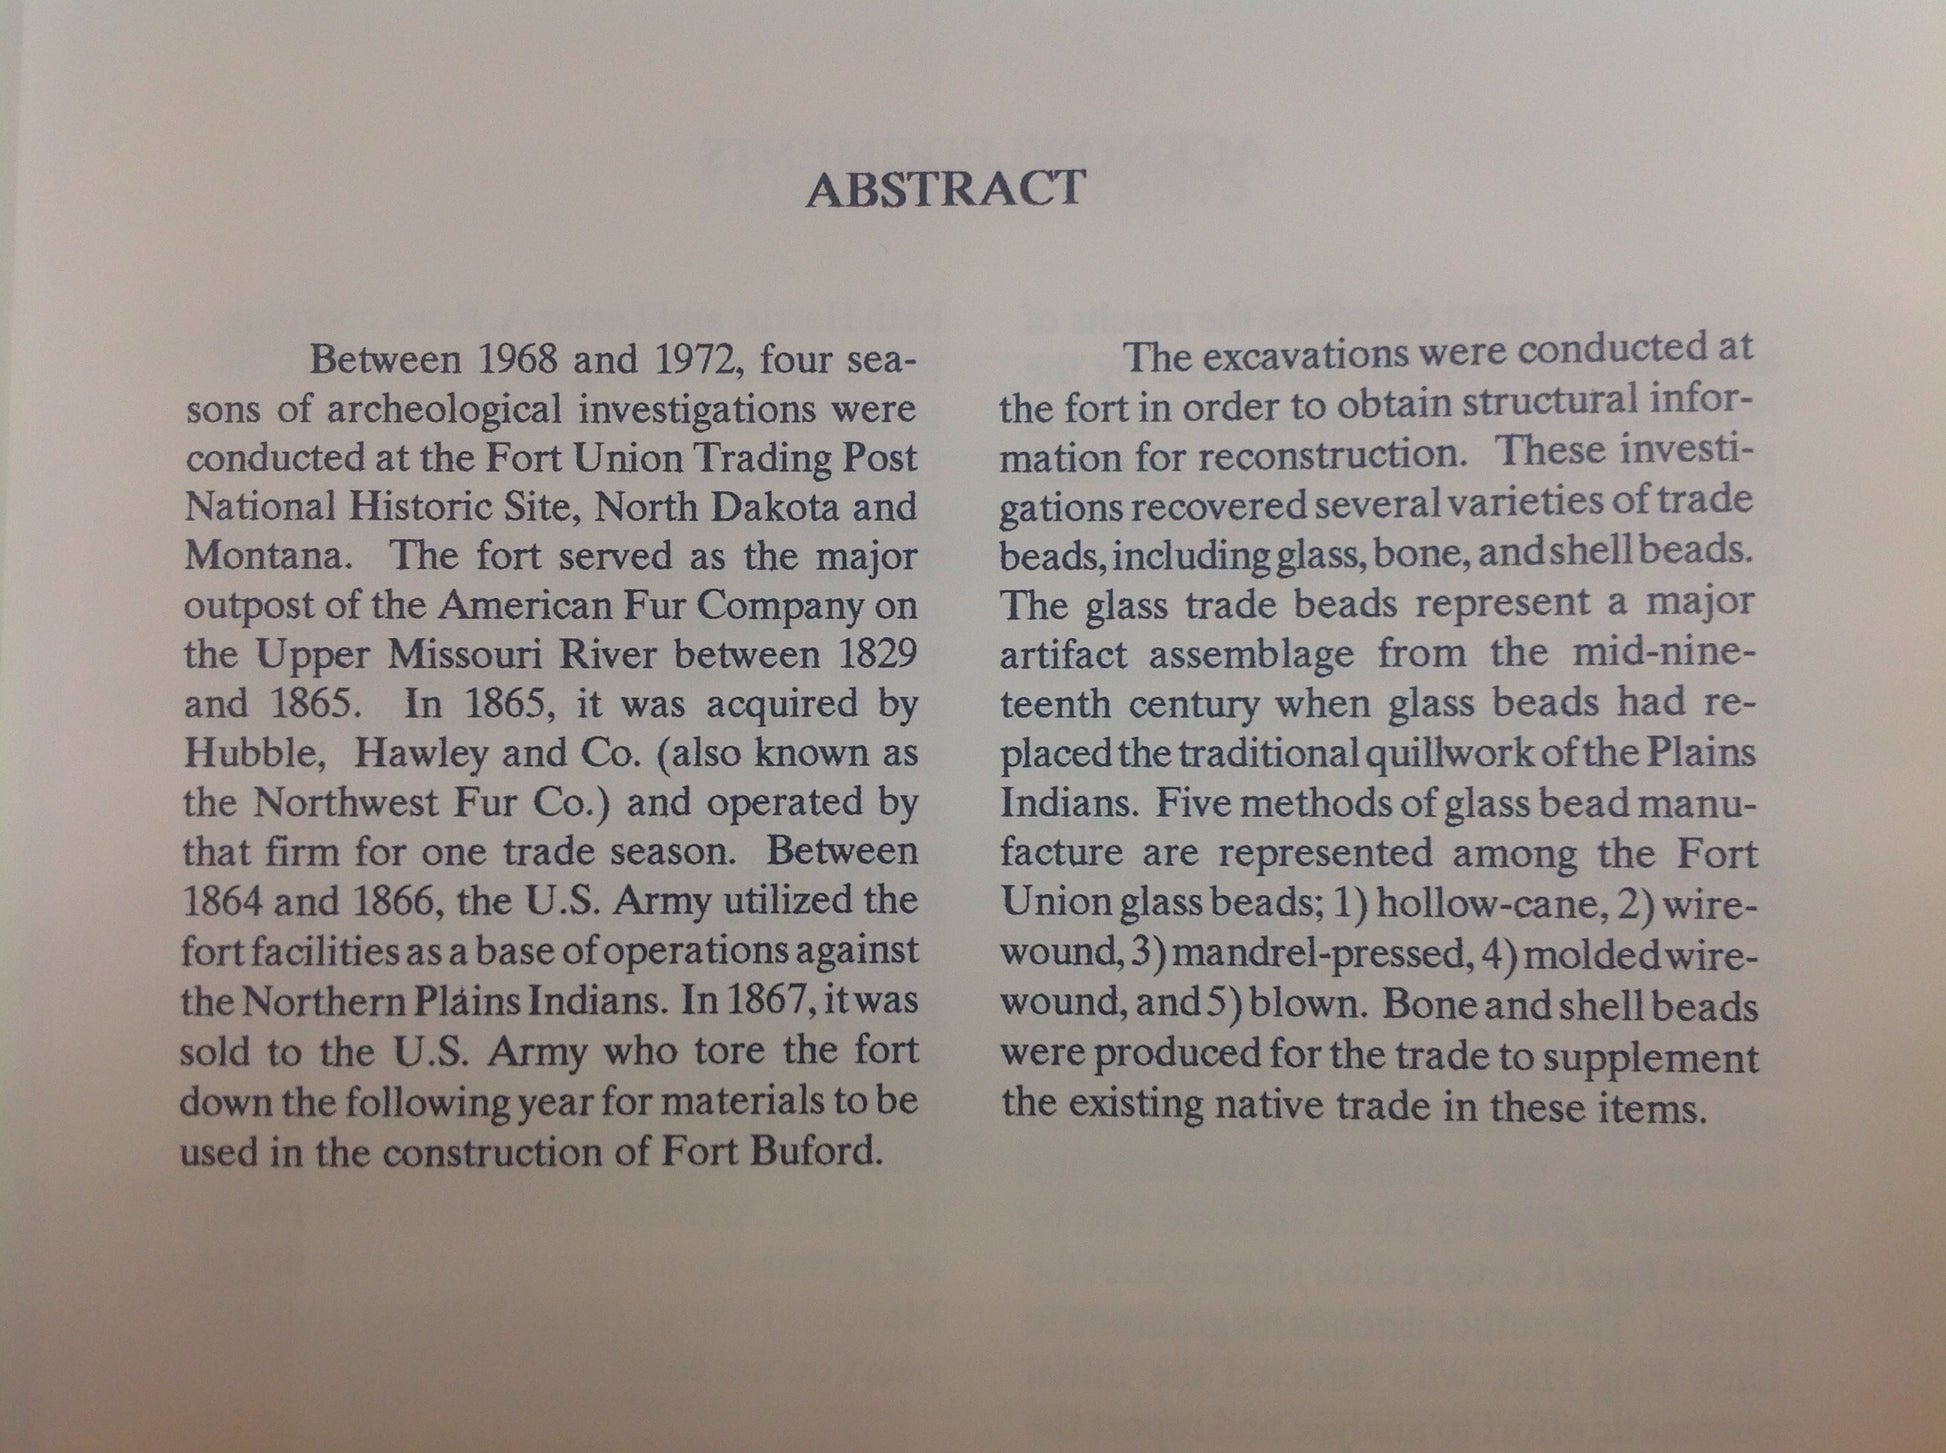 ABSTRACT
Between 1968 and 1972, four sea-
sons of archeological investigations were
conducted at the Fort Union Trading Post
National Historic Site, North Dakota and
Montana. The fort served as the major
outpost of the American Fur Company on
the Upper Missouri River between 1829
and 1865. In 1865, it was acquired by
Hubble, Hawley and Co. (also known as
the Northwest Fur Co.) and operated by
that firm for one trade season. Between
1864 and 1866, the U.S. Army utilized the
fort facilities as a base of operations against
the Northern Plains Indians. In 1867, it was
sold to the U.S. Army who tore the fort
down the following year for materials to be
used in the construction of Fort Buford.
The excavations were conducted at
the fort in order to obtain structural infor-
mation for reconstruction. These investi-
gations recovered several varieties of trade
beads, including glass, bone, and shell beads.
The glass trade beads represent a major
artifact assemblage from the mid-nine-
teenth century when glass beads had re-
placed the traditional quillwork of the Plains
Indians. Five methods of glass bead manu-
facture are represented among the Fort
Union glass beads; 1) hollow-cane, 2) wire-
wound, 3) mandrel-pressed, 4) molded wire-
wound, and 5) blown. Bone and shell beads
were produced for the trade to supplement
the existing native trade in these items.